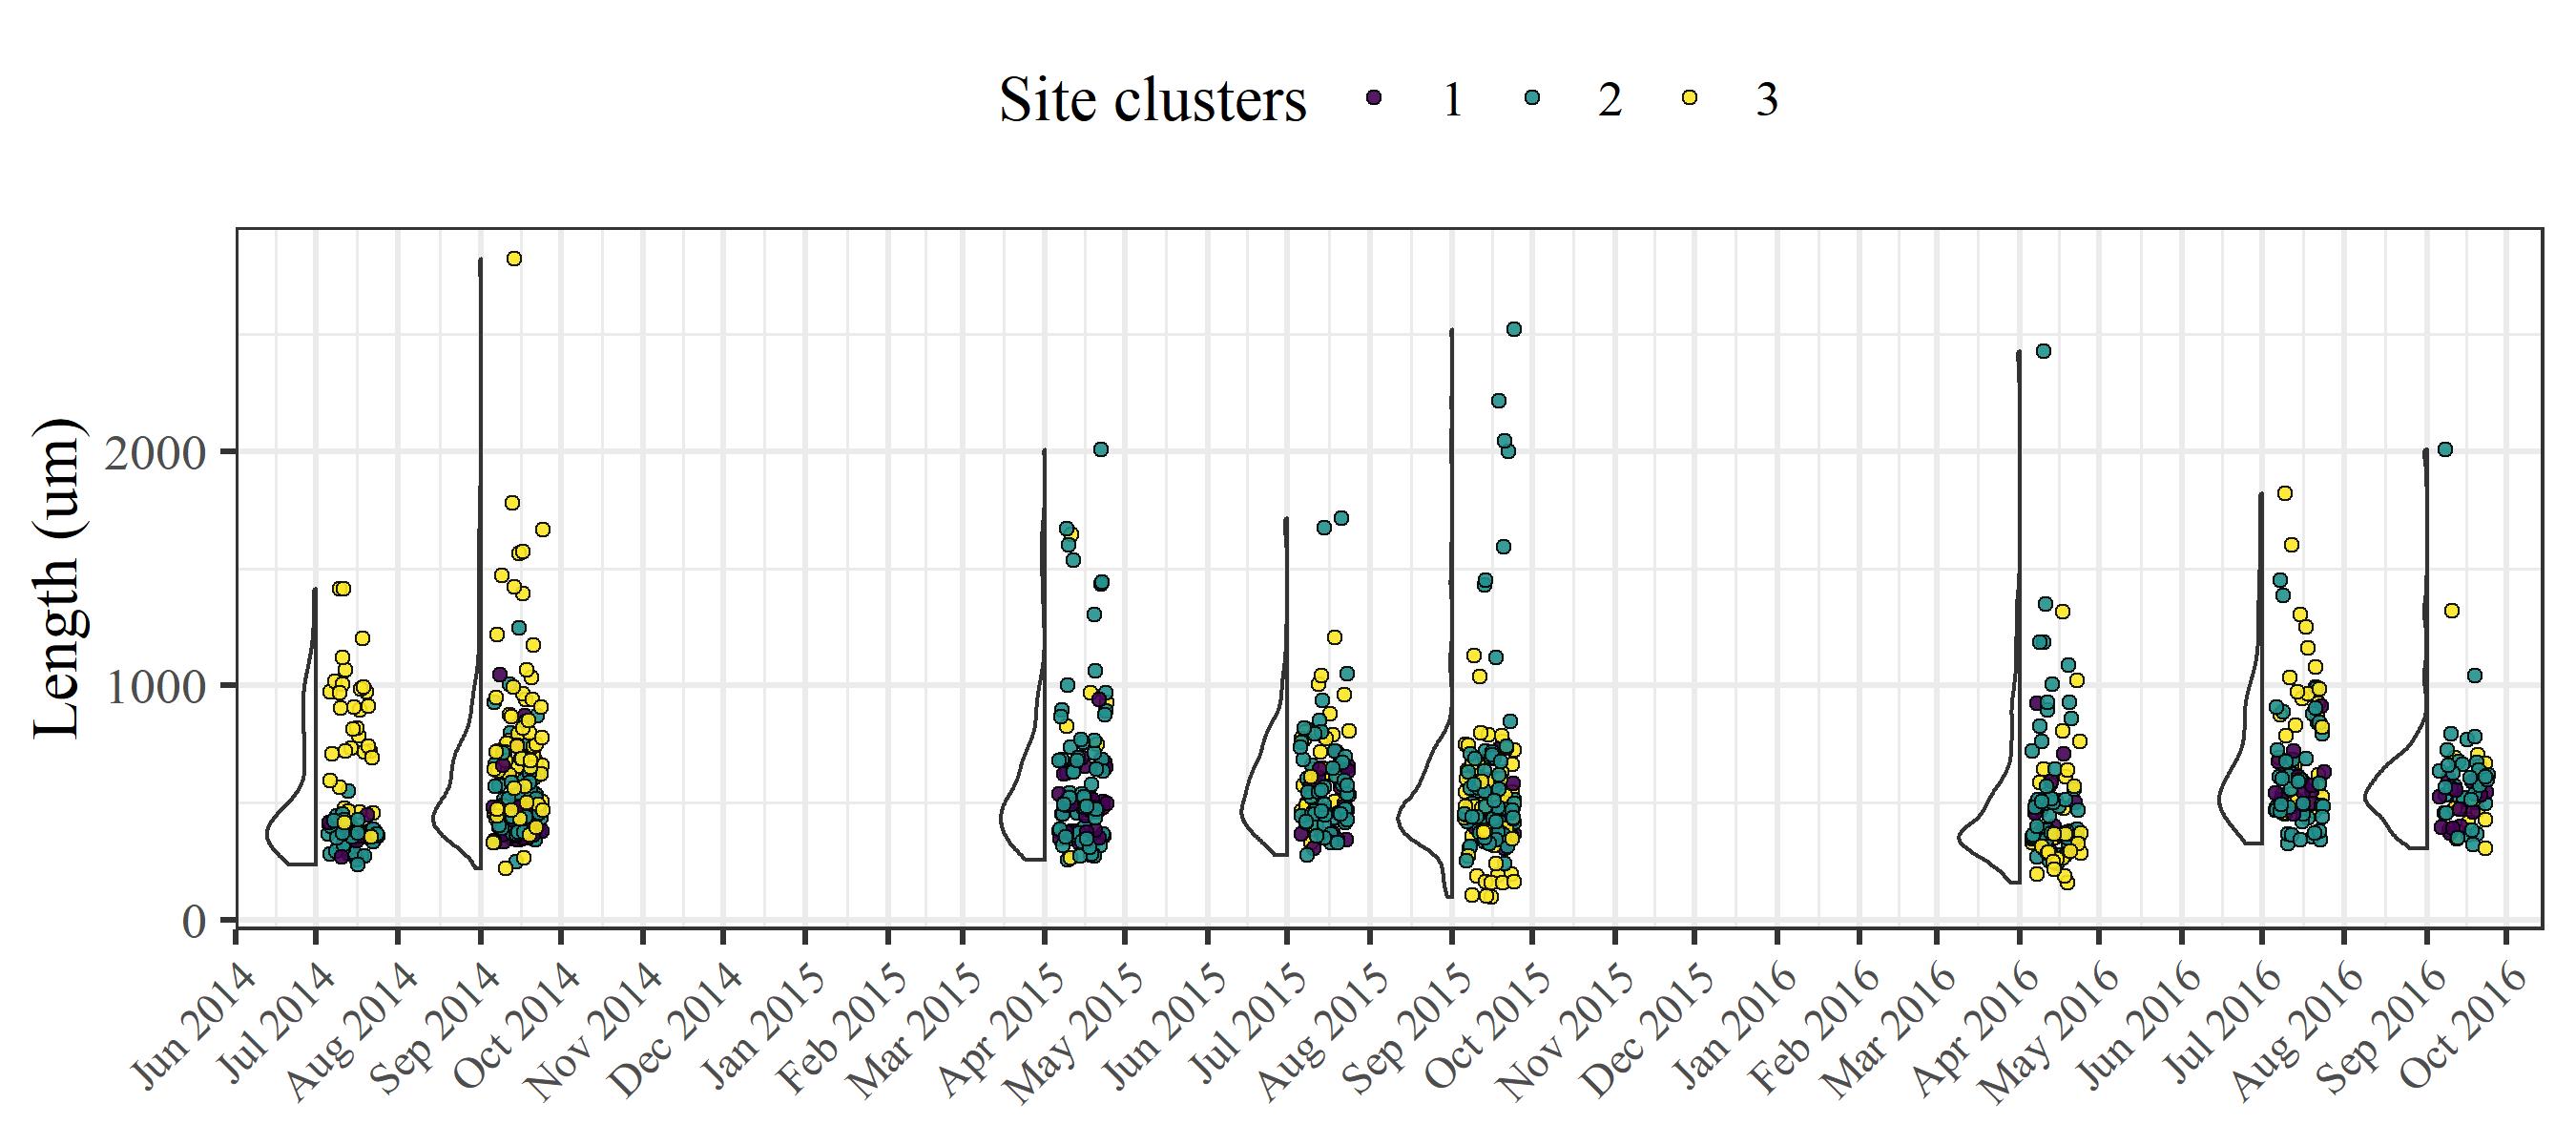 Site clusters 1 2 3
Length (um)
2000
1000
0
Jun 2014
Jul 2014
Aug 2014
Sep 2014
Oct 2014
Nov 2014
Dec 2014
Jan 2015
Feb 2015
Mar 2015
Apr 2015
May 2015
Jun 2015
Jul 2015
Aug 2015
Sep 2015
Oct 2015
Nov 2015
Dec 2015
Jan 2016
Feb 2016
Mar 2016
Apr 2016
May 2016
Jun 2016
Jul 2016
Aug 2016
Sep 2016
Oct 2016